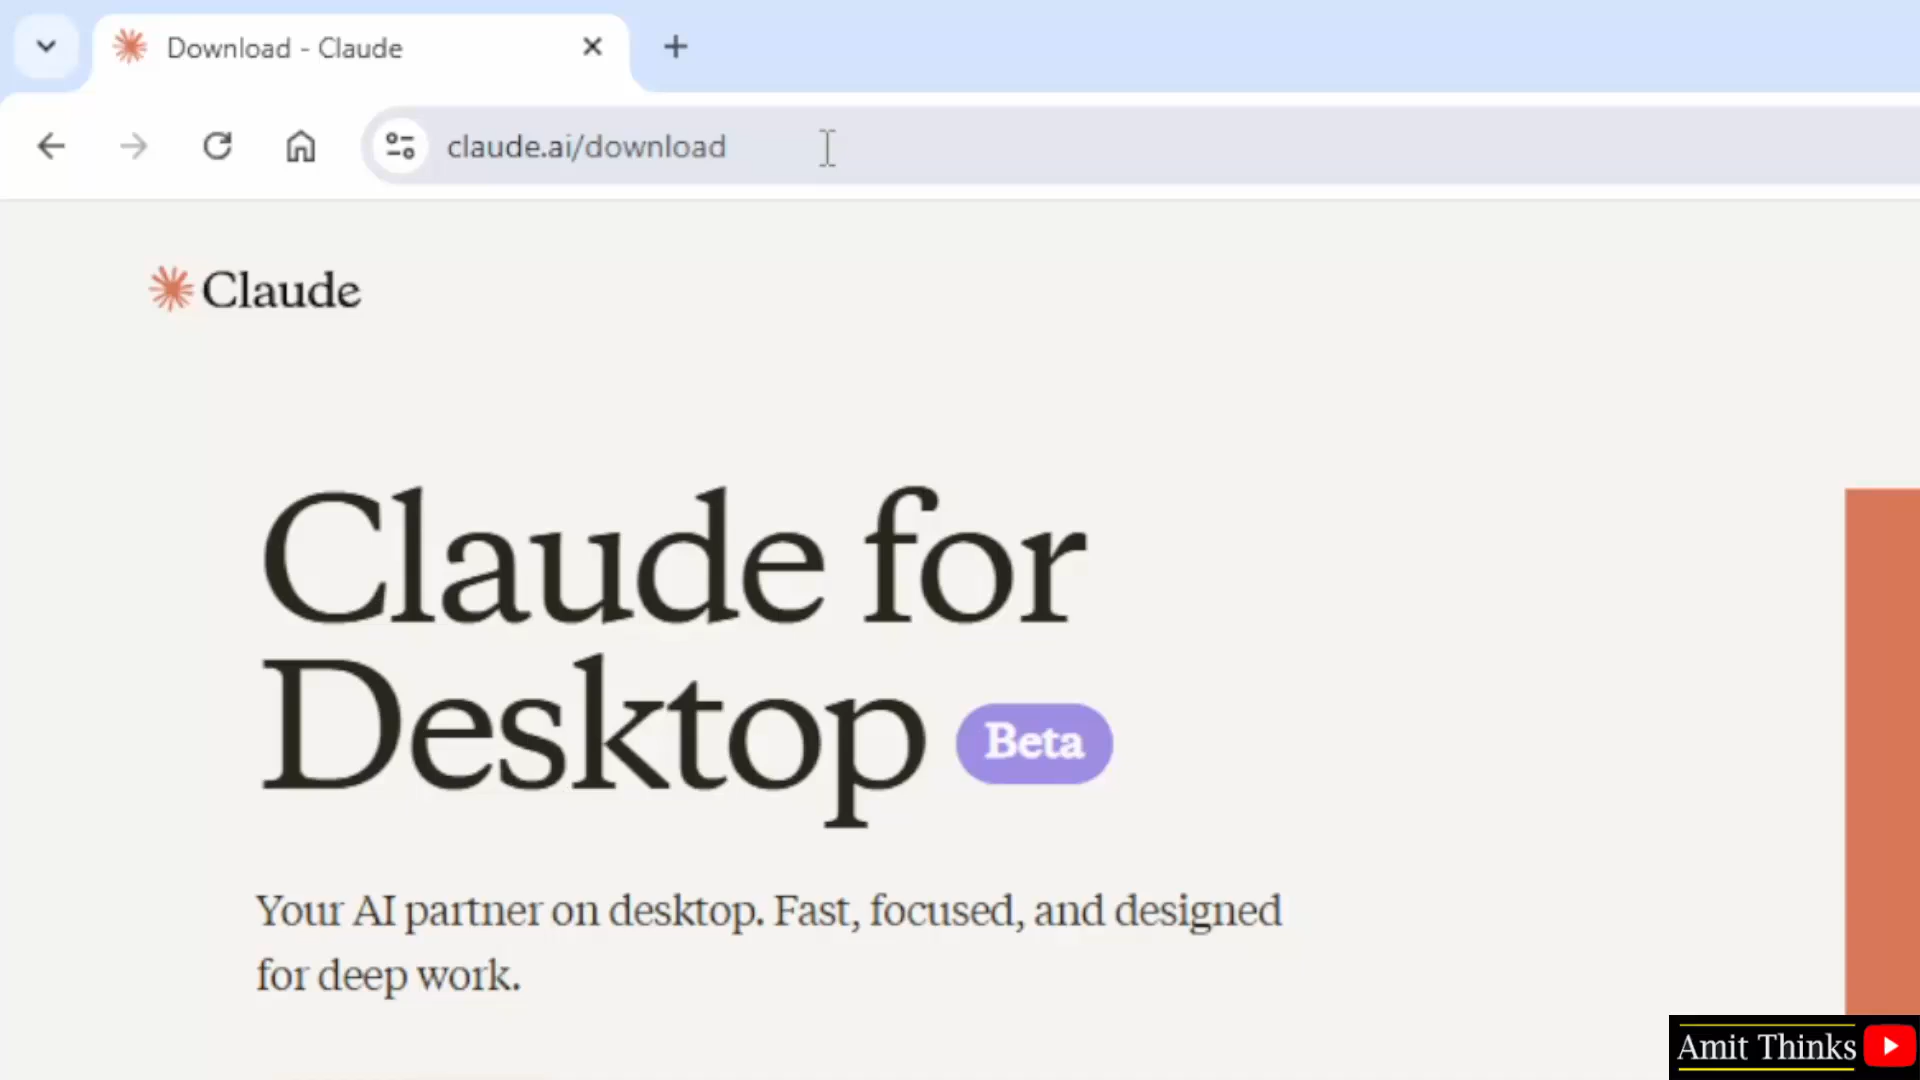 Download - Claude
claude.ai/download
Claude
Claude for
Desktop Beta
Your AI partner on desktop. Fast, focused, and designed
for deep work.
Amit Thinks